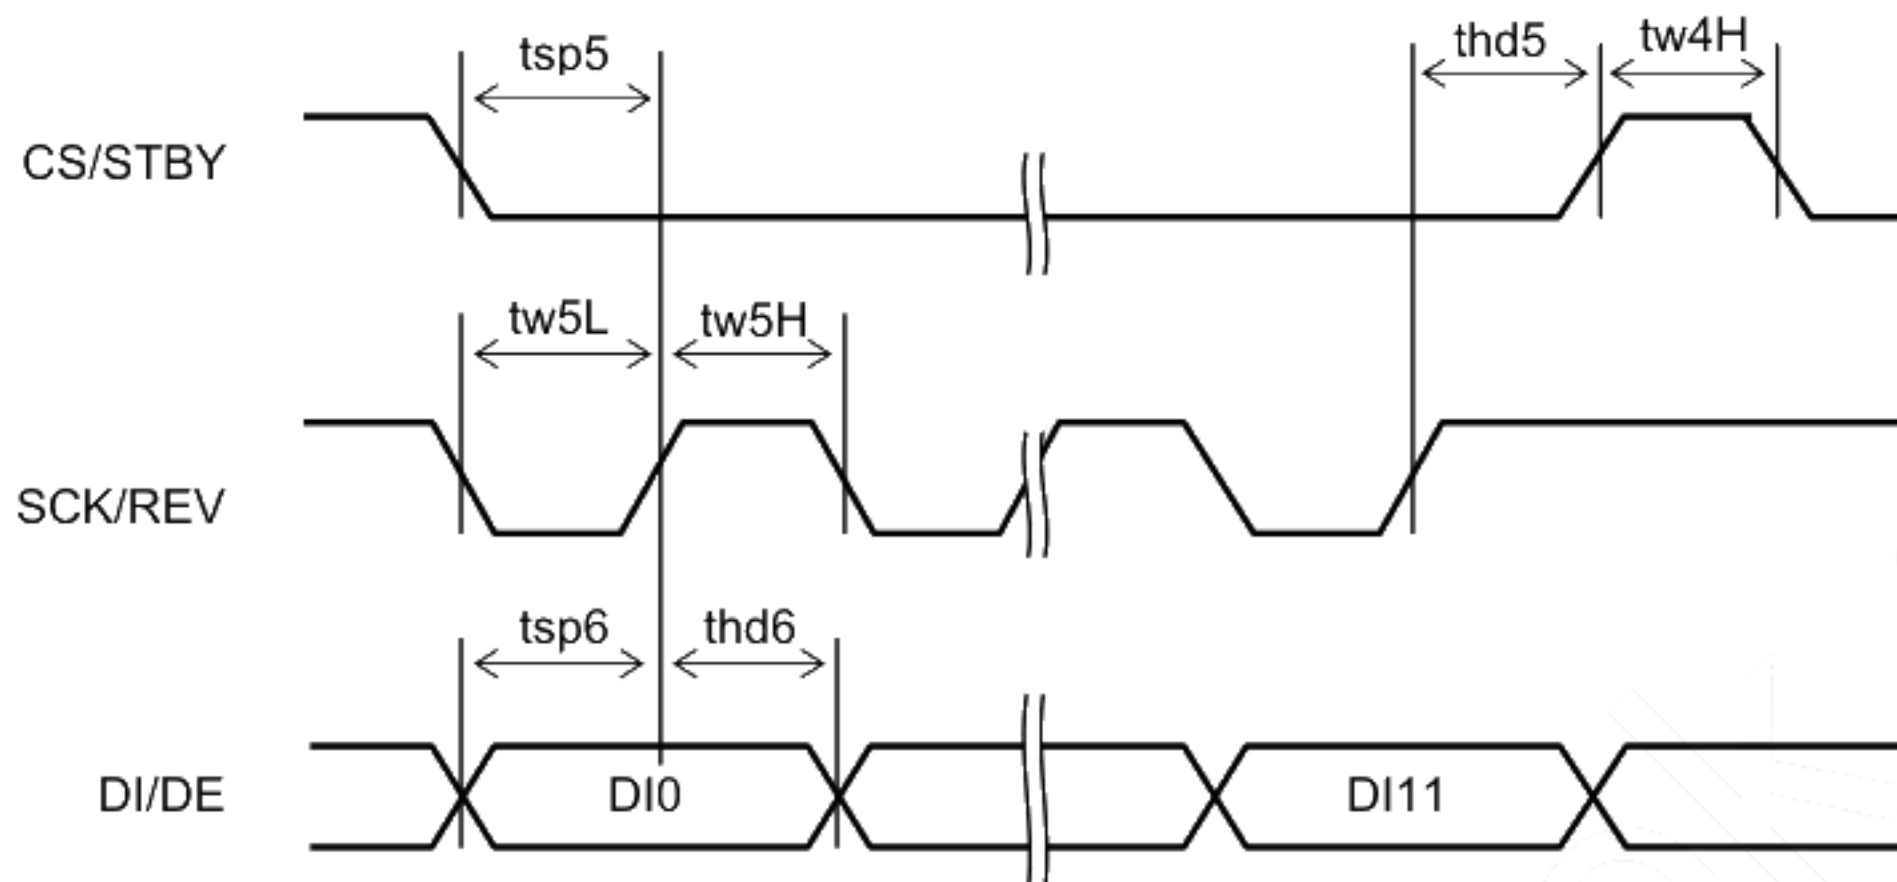 tsp5
thd5
tw4H
CS/STBY
tw5L
tw5H
SCK/REV
tsp6
thd6
DI/DE
DI0
DI11